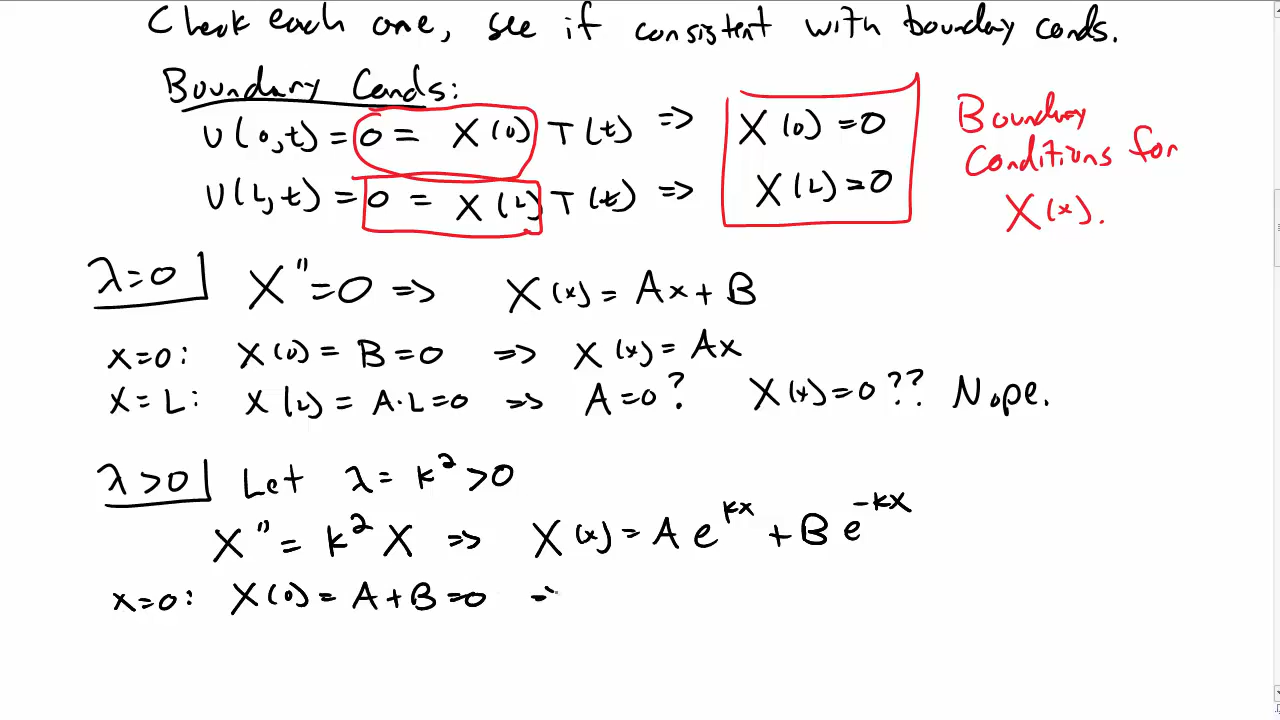 Check each one, see if consistent with boundary conds.
Boundary Conds:
U(0,t) = 0 = X(0) T(t) => X(0) = 0
U(L,t) = 0 = X(L) T(t) => X(L) = 0
Boundary
Conditions for
X(x).
λ=0 X'' = 0 => X(x) = Ax + B
x=0: X(0) = B = 0 => X(x) = Ax
x=L: X(L) = A·L = 0 => A = 0? X(x) = 0?? Nope.
λ>0 Let λ = k² > 0
X'' = k² X => X(x) = A e^{kx} + B e^{-kx}
x=0: X(0) = A + B = 0 =